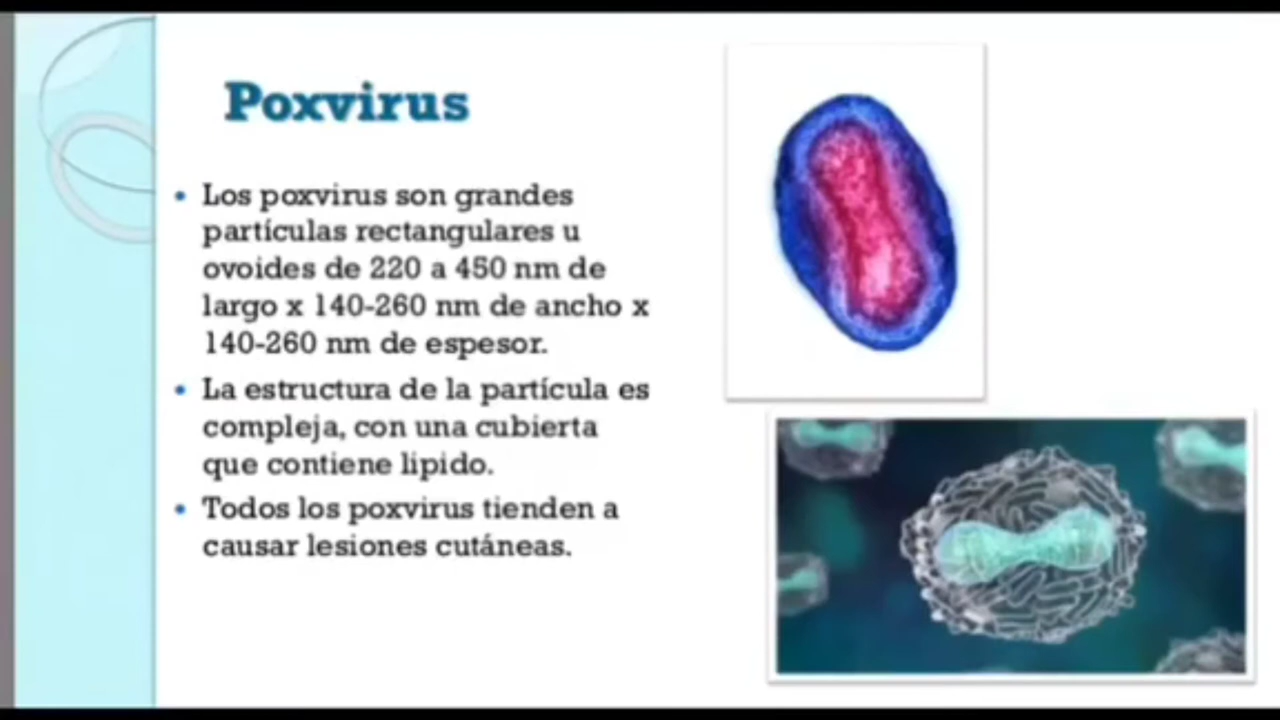 Poxvirus
• Los poxvirus son grandes
partículas rectangulares u
ovoides de 220 a 450 nm de
largo x 140-260 nm de ancho x
140-260 nm de espesor.
• La estructura de la partícula es
compleja, con una cubierta
que contiene lipido.
• Todos los poxvirus tienden a
causar lesiones cutáneas.